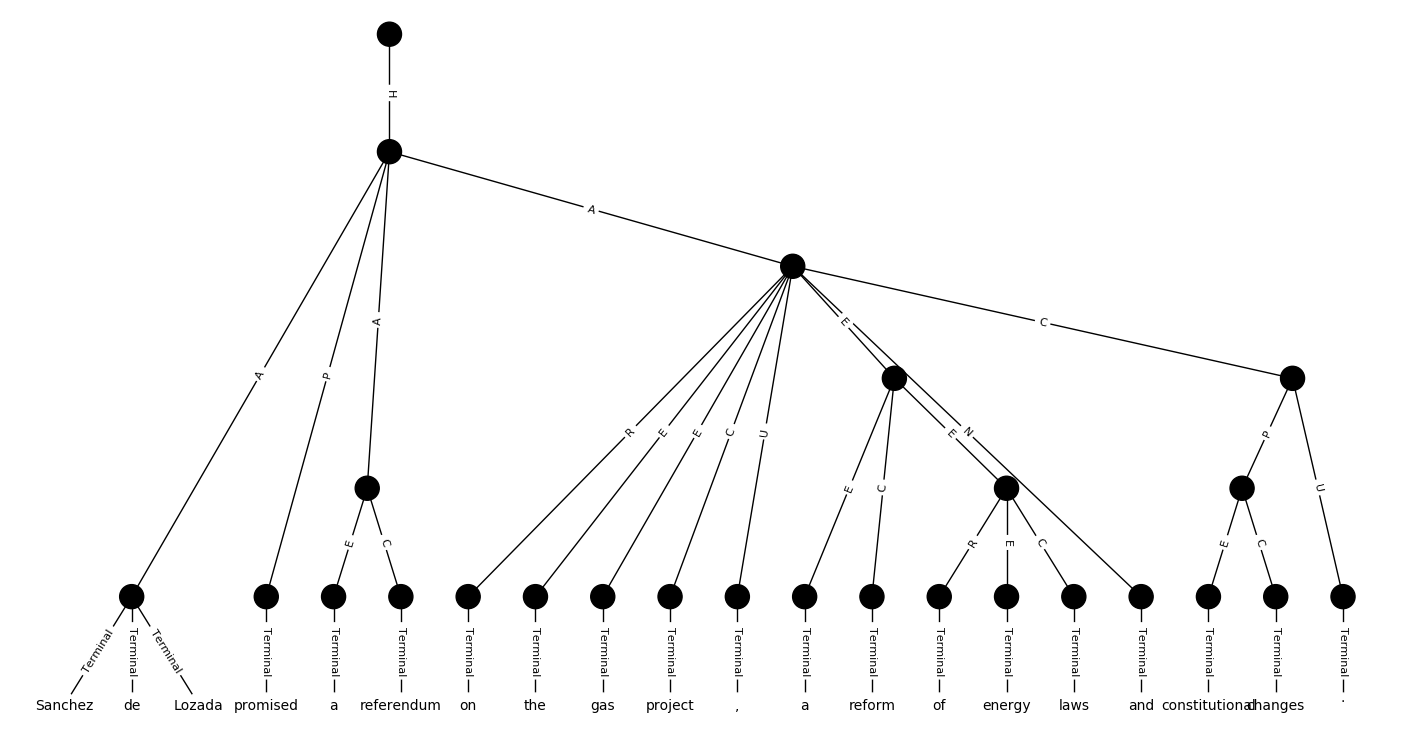 H
A
A
P
A
E
C
R
E
E
C
U
E
N
C
E
C
E
P
U
R
E
C
E
C
Terminal Terminal Terminal Terminal Terminal Terminal Terminal Terminal Terminal Terminal Terminal Terminal Terminal Terminal Terminal Terminal Terminal Terminal Terminal Terminal
Sanchez de Lozada promised a referendum on the gas project , a reform of energy laws and constitutional changes .